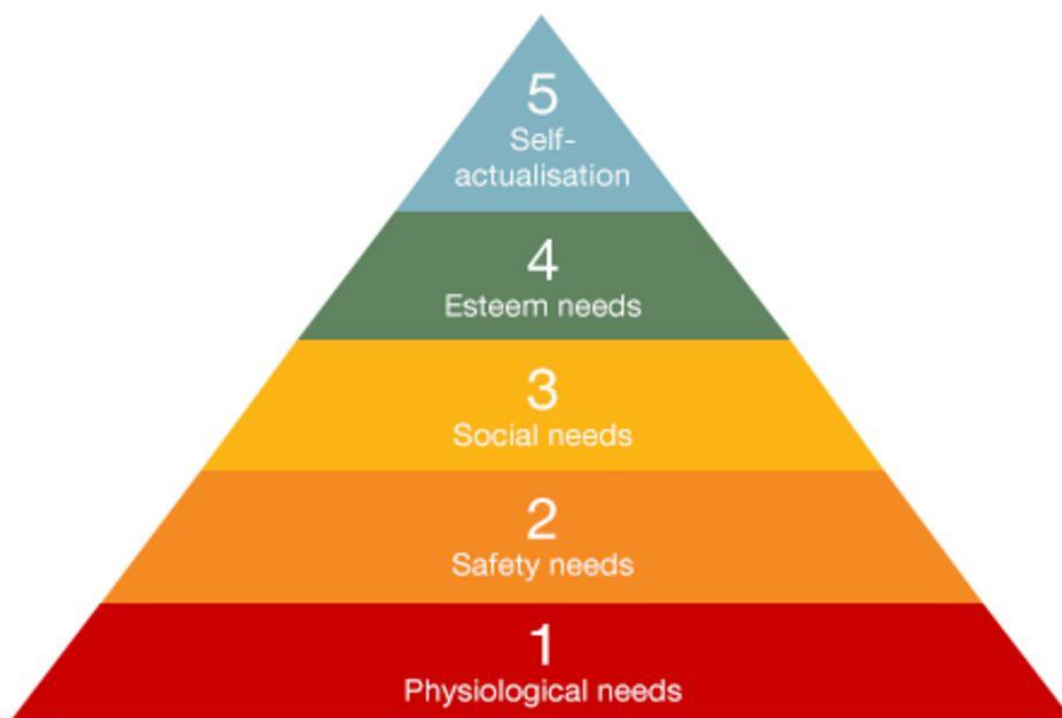 5
Self-
actualisation
4
Esteem needs
3
Social needs
2
Safety needs
1
Physiological needs